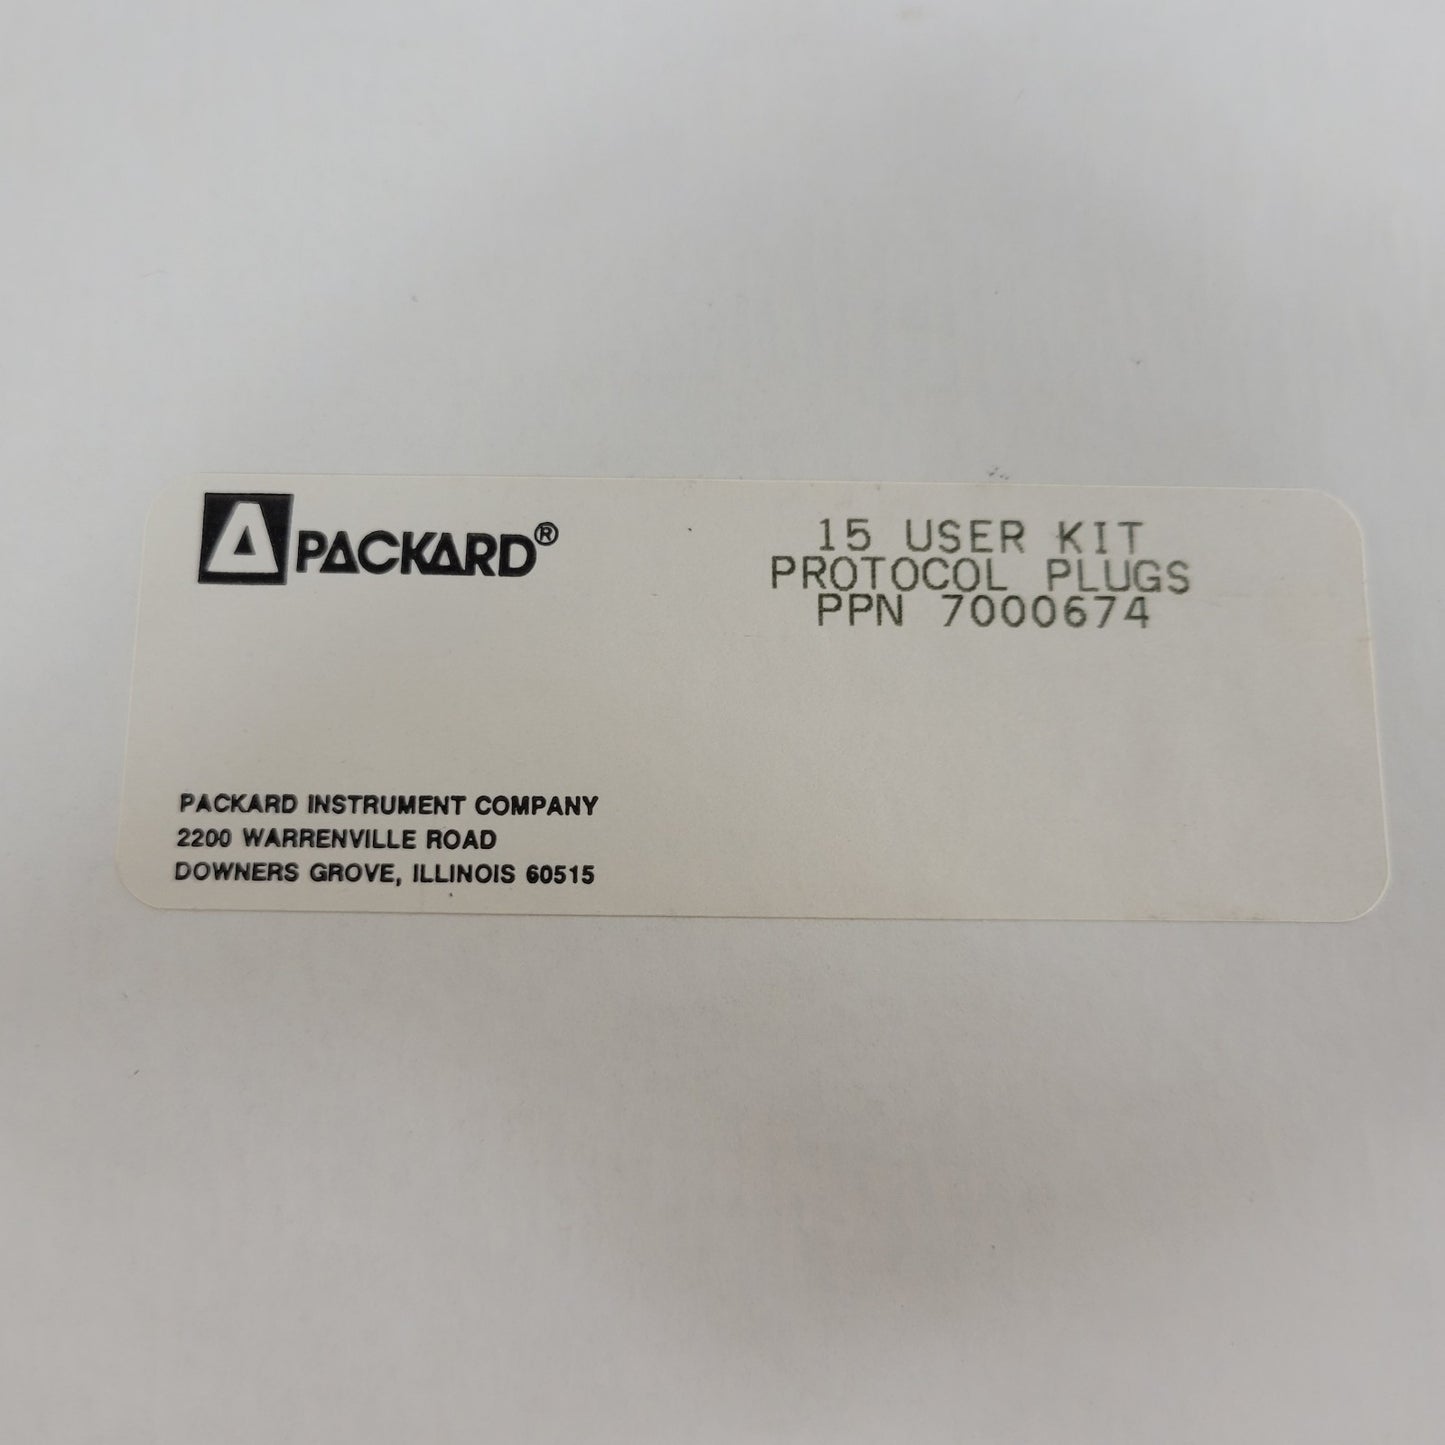 PACKARD®
15 USER KIT
PROTOCOL PLUGS
PPN 7000674
PACKARD INSTRUMENT COMPANY
2200 WARRENVILLE ROAD
DOWNERS GROVE, ILLINOIS 60515